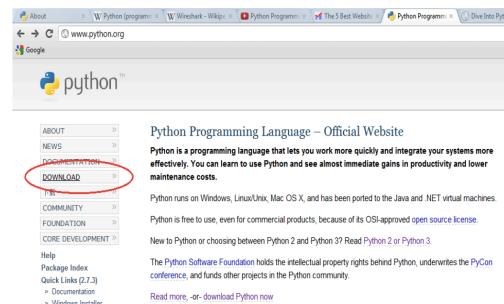 About
Python (programm
Wireshark - Wikipe
Python Programmi
The 5 Best Websit
Python Programmi
Dive Into Pyt
www.python.org
Google
python™
ABOUT »
NEWS »
DOCUMENTATION »
DOWNLOAD »
下載 »
COMMUNITY »
FOUNDATION »
CORE DEVELOPMENT »
Help
Package Index
Quick Links (2.7.3)
» Documentation
» Windows Installer
Python Programming Language – Official Website
Python is a programming language that lets you work more quickly and integrate your systems more
effectively. You can learn to use Python and see almost immediate gains in productivity and lower
maintenance costs.
Python runs on Windows, Linux/Unix, Mac OS X, and has been ported to the Java and .NET virtual machines.
Python is free to use, even for commercial products, because of its OSI-approved open source license.
New to Python or choosing between Python 2 and Python 3? Read Python 2 or Python 3.
The Python Software Foundation holds the intellectual property rights behind Python, underwrites the PyCon
conference, and funds other projects in the Python community.
Read more, -or- download Python now